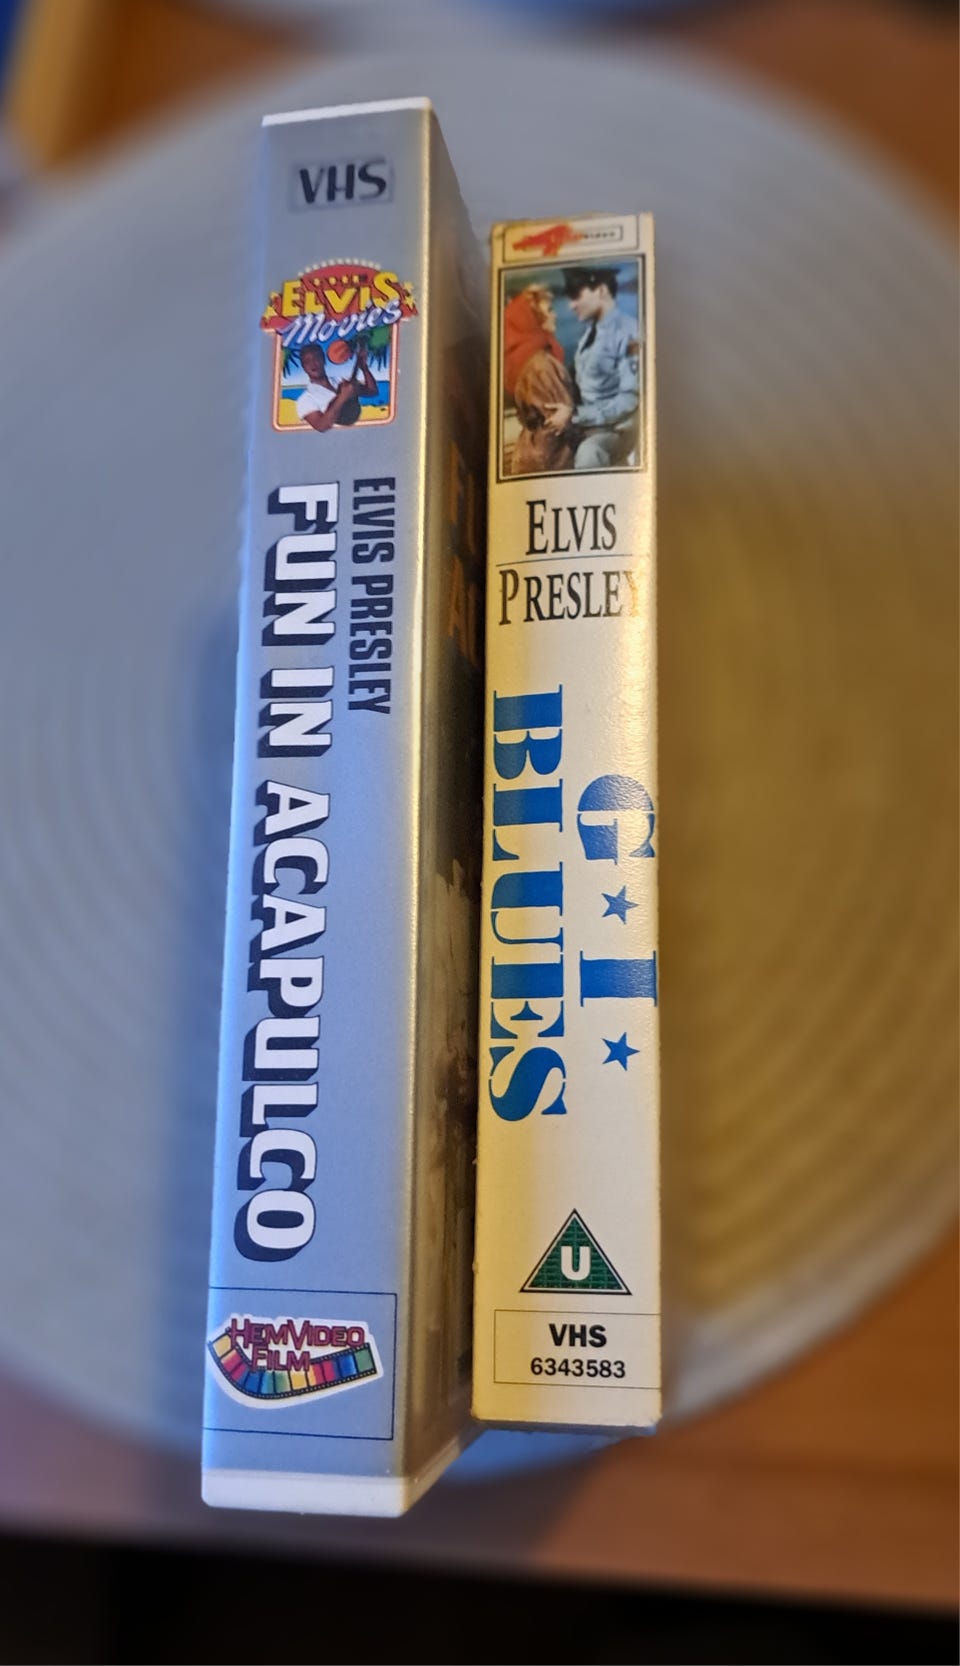 VHS
ELVIS
Movies
ELVIS PRESLEY
FUN IN ACAPULCO
HEMVIDEO
FILM
ELVIS
PRESLEY
G★I★
BLUES
U
VHS
6343583